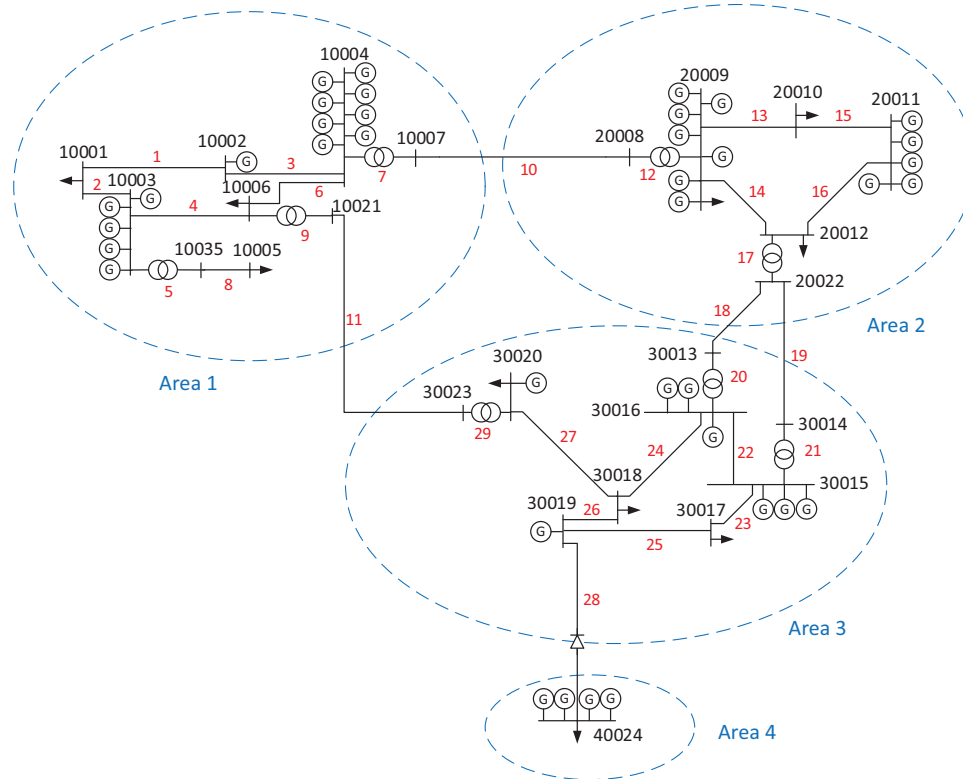 10004
G G
G G
G G
G G
20009
G
G
G
G
G
G
20010
20011
G
G
G
G
G
13
15
10001
1
10002
G
3
10007
7
10
20008
12
14
16
2
10003
G
G
G
G
G
10006
6
4
9
10021
10035
10005
5
8
20012
17
20022
18
19
Area 2
11
Area 1
30013
20
30020
G
30023
29
27
30016
G G
G
24
22
30014
21
30015
G G G
30018
30019
G
26
30017
23
25
28
Area 3
G G G G
40024
Area 4